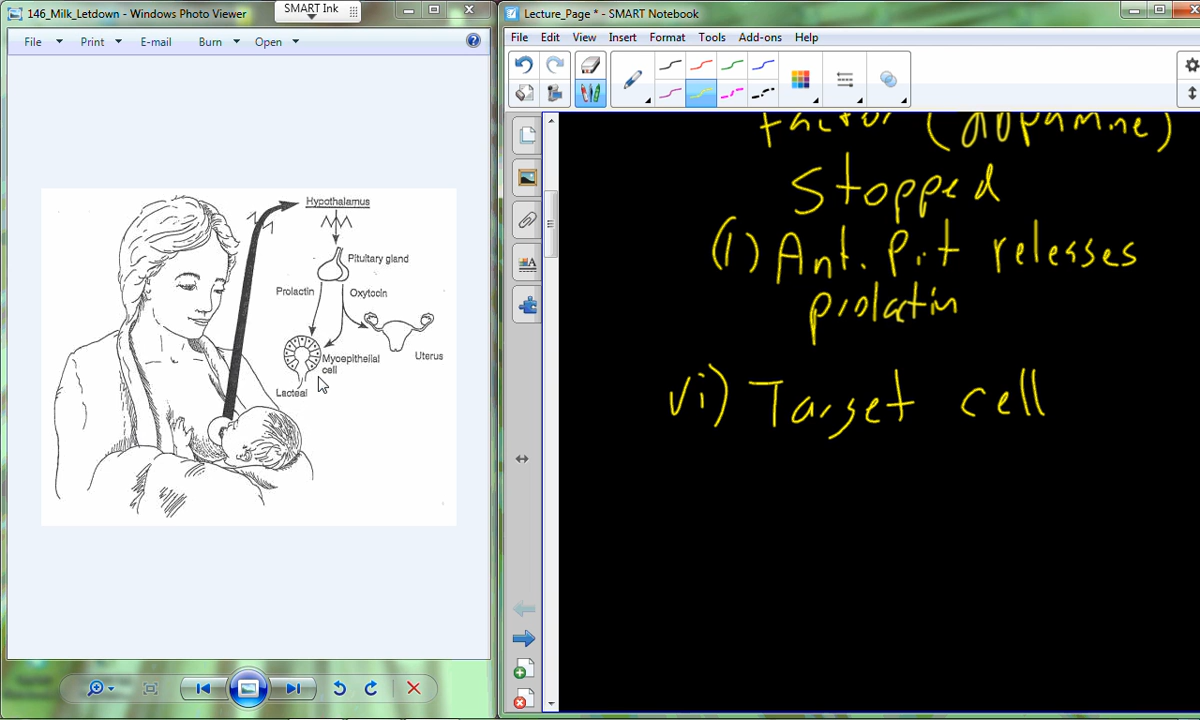 146_Milk_Letdown - Windows Photo Viewer
SMART Ink
File Print E-mail Burn Open
Hypothalamus
Pituitary gland
Prolactin Oxytocin
Myoepithelial
cell
Uterus
Lacteal
Lecture_Page * - SMART Notebook
File Edit View Insert Format Tools Add-ons Help
factor (dopamine)
Stopped
(1) Ant. Pit releases
prolactin
vi) Target cell